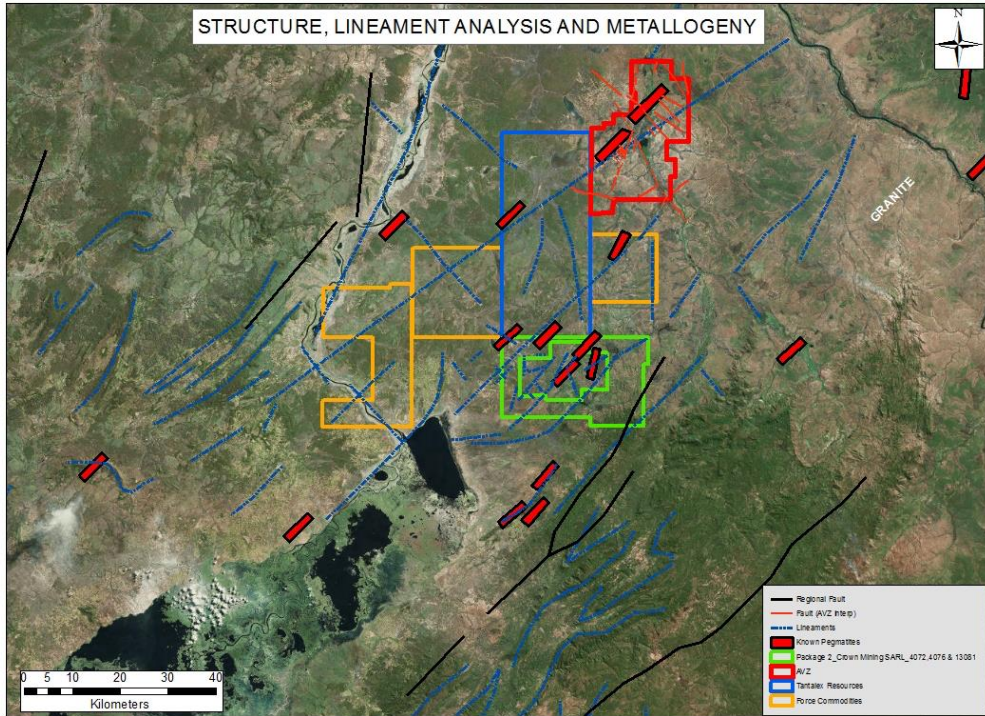 STRUCTURE, LINEAMENT ANALYSIS AND METALLOGENY
N
GRANITE
Regional Fault
Fault (AVZ Interp)
Lineaments
Known Pegmatites
Package 2_Crown Mining SARL_4072,4076 & 13081
AVZ
Tantalex Resources
Force Commodities
0 5 10 20 30 40
Kilometers